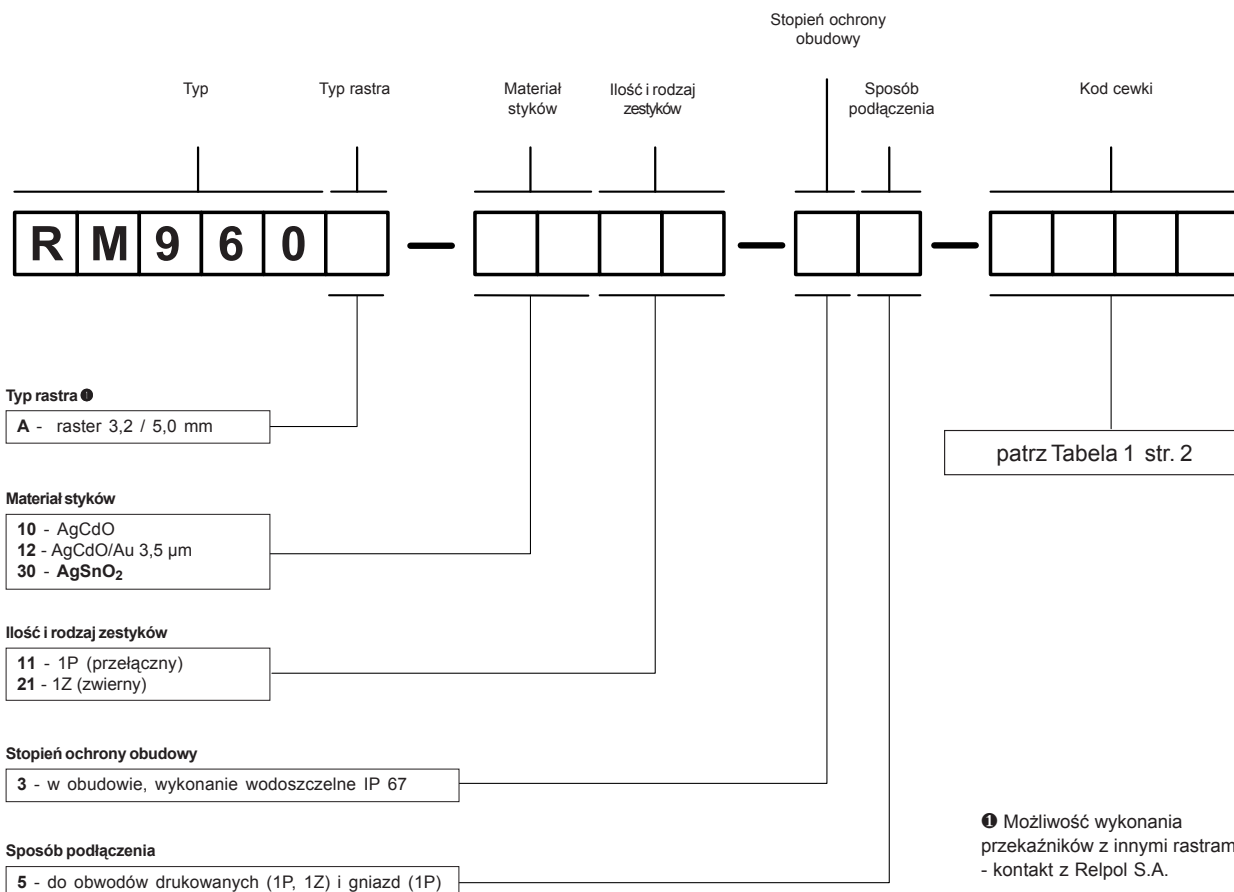 Stopień ochrony
obudowy
Typ
Typ rastra
Materiał
styków
Ilość i rodzaj
zestyków
Sposób
podłączenia
Kod cewki
RM960 – – –
Typ rastra ❶
A - raster 3,2 / 5,0 mm
patrz Tabela 1 str. 2
Materiał styków
10 - AgCdO
12 - AgCdO/Au 3,5 µm
30 - AgSnO₂
Ilość i rodzaj zestyków
11 - 1P (przełączny)
21 - 1Z (zwierny)
Stopień ochrony obudowy
3 - w obudowie, wykonanie wodoszczelne IP 67
Sposób podłączenia
5 - do obwodów drukowanych (1P, 1Z) i gniazd (1P)
❶ Możliwość wykonania
przekaźników z innymi rastram
- kontakt z Relpol S.A.